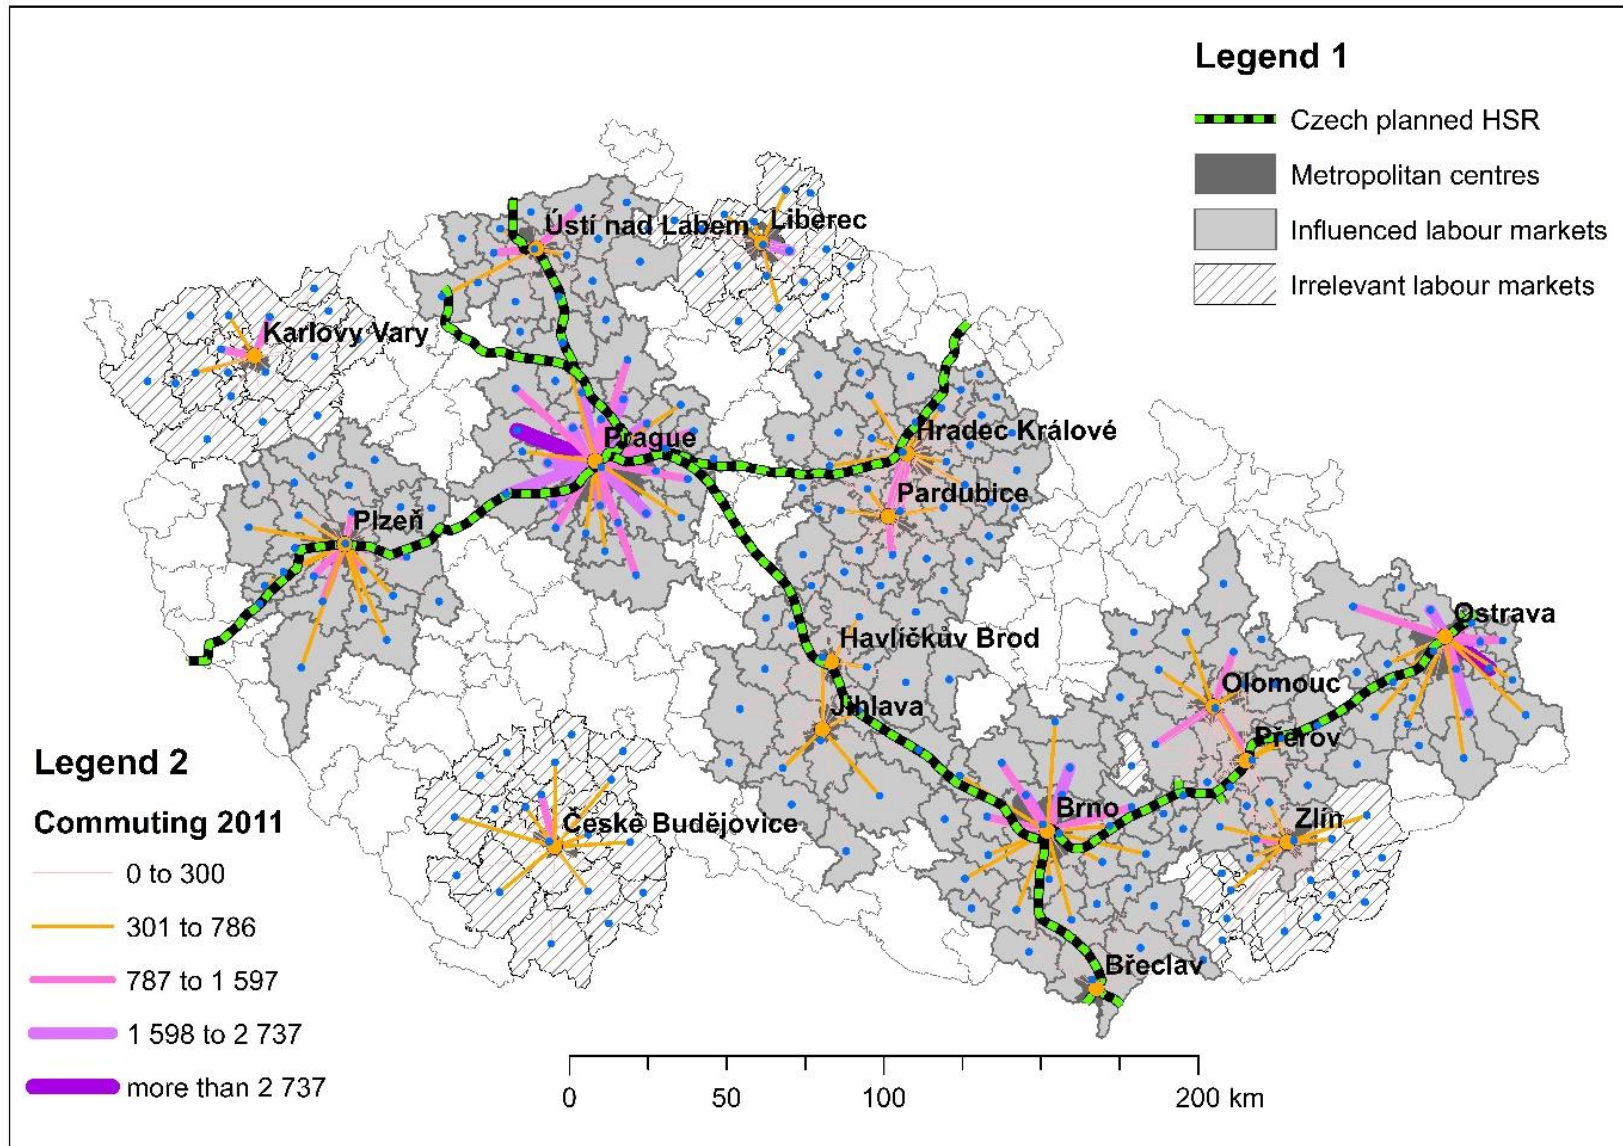 Legend 1
Czech planned HSR
Metropolitan centres
Influenced labour markets
Irrelevant labour markets
Ústí nad Labem
Liberec
Karlovy Vary
Prague
Hradec Králové
Pardubice
Plzeň
Havlíčkův Brod
Jihlava
Ostrava
Olomouc
Přerov
Brno
Zlín
České Budějovice
Břeclav
Legend 2
Commuting 2011
0 to 300
301 to 786
787 to 1 597
1 598 to 2 737
more than 2 737
0 50 100 200 km